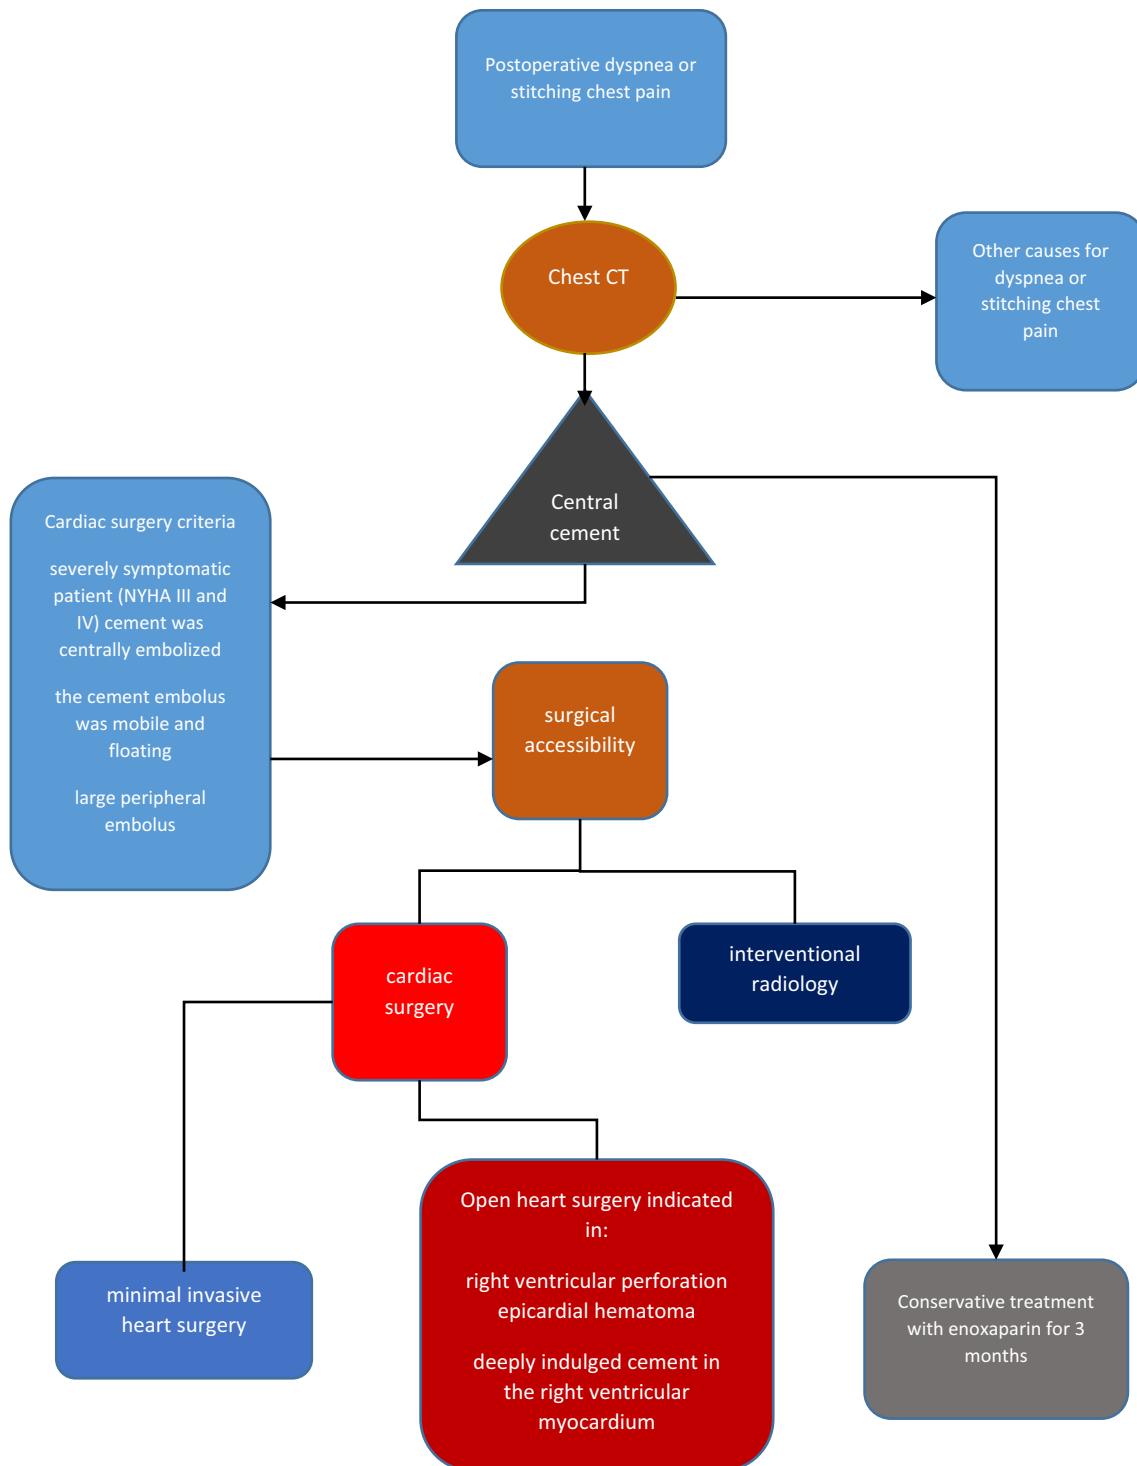 Postoperative dyspnea or
stitching chest pain
Chest CT
Other causes for
dyspnea or
stitching chest
pain
Central
cement
Cardiac surgery criteria
severely symptomatic
patient (NYHA III and
IV) cement was
centrally embolized
the cement embolus
was mobile and
floating
large peripheral
embolus
surgical
accessibility
cardiac
surgery
interventional
radiology
Open heart surgery indicated
in:
right ventricular perforation
epicardial hematoma
deeply indulged cement in
the right ventricular
myocardium
minimal invasive
heart surgery
Conservative treatment
with enoxaparin for 3
months